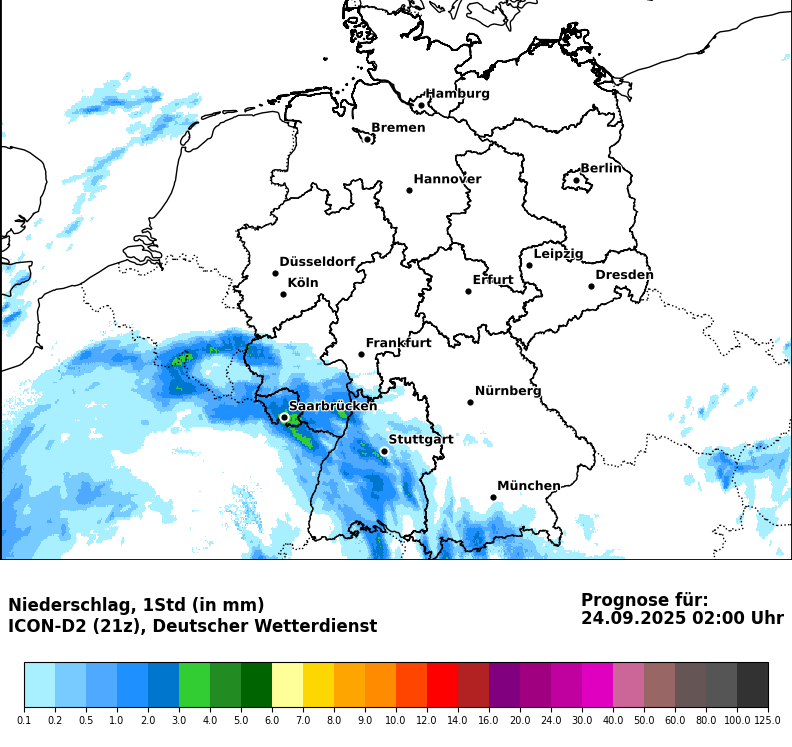 Hamburg
Bremen
Berlin
Hannover
Leipzig
Düsseldorf
Dresden
Köln
Erfurt
Frankfurt
Nürnberg
Saarbrücken
Stuttgart
München
Niederschlag, 1Std (in mm)
ICON-D2 (21z), Deutscher Wetterdienst
Prognose für:
24.09.2025 02:00 Uhr
0.1 0.2 0.5 1.0 2.0 3.0 4.0 5.0 6.0 7.0 8.0 9.0 10.0 12.0 14.0 16.0 20.0 24.0 30.0 40.0 50.0 60.0 80.0 100.0 125.0